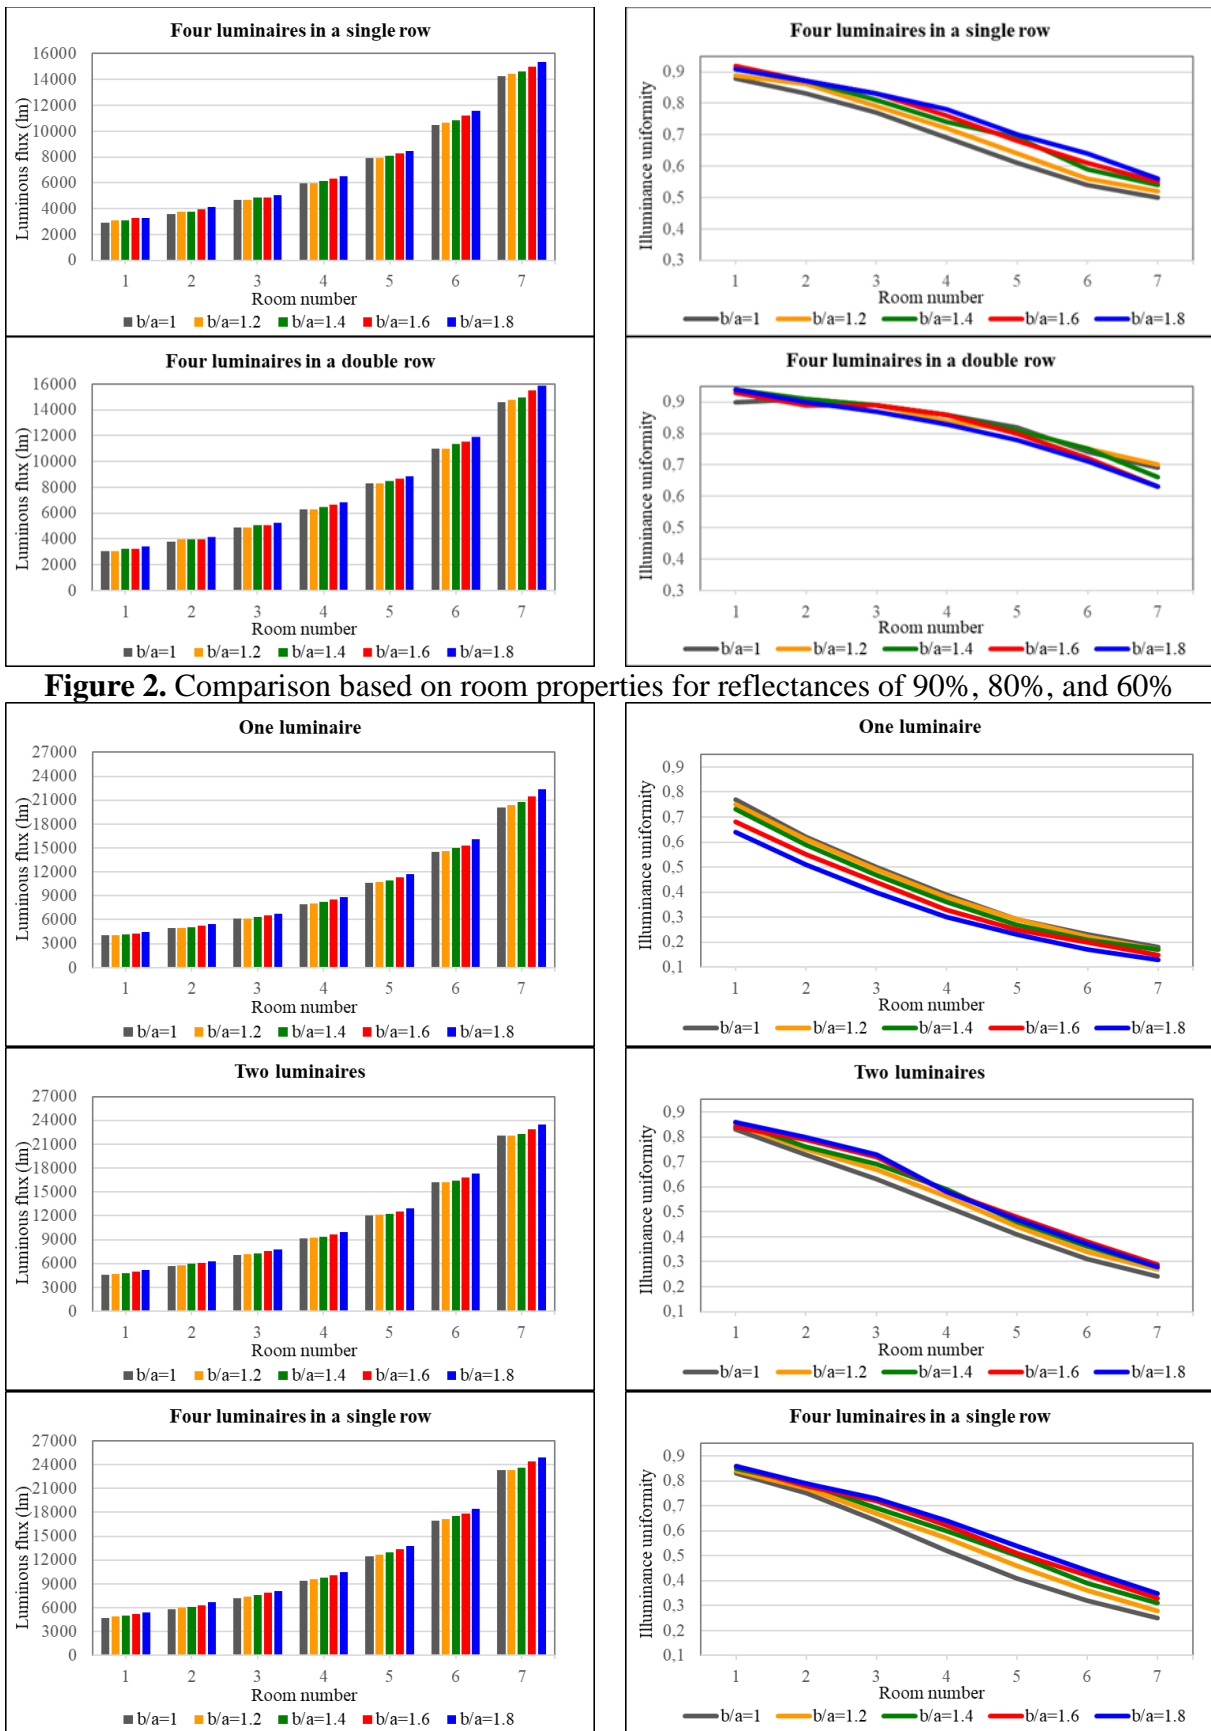 Four luminaires in a single row
Luminous flux (lm)
16000
14000
12000
10000
8000
6000
4000
2000
0
1 2 3 4 5 6 7
Room number
b/a=1 b/a=1.2 b/a=1.4 b/a=1.6 b/a=1.8
Four luminaires in a single row
Illuminance uniformity
0,9
0,8
0,7
0,6
0,5
0,4
0,3
1 2 3 4 5 6 7
Room number
b/a=1 b/a=1.2 b/a=1.4 b/a=1.6 b/a=1.8
Four luminaires in a double row
Luminous flux (lm)
16000
14000
12000
10000
8000
6000
4000
2000
0
1 2 3 4 5 6 7
Room number
b/a=1 b/a=1.2 b/a=1.4 b/a=1.6 b/a=1.8
Four luminaires in a double row
Illuminance uniformity
0,9
0,8
0,7
0,6
0,5
0,4
0,3
1 2 3 4 5 6 7
Room number
b/a=1 b/a=1.2 b/a=1.4 b/a=1.6 b/a=1.8
Figure 2. Comparison based on room properties for reflectances of 90%, 80%, and 60%
One luminaire
Luminous flux (lm)
27000
24000
21000
18000
15000
12000
9000
6000
3000
0
1 2 3 4 5 6 7
Room number
b/a=1 b/a=1.2 b/a=1.4 b/a=1.6 b/a=1.8
One luminaire
Illuminance uniformity
0,9
0,8
0,7
0,6
0,5
0,4
0,3
0,2
0,1
1 2 3 4 5 6 7
Room number
b/a=1 b/a=1.2 b/a=1.4 b/a=1.6 b/a=1.8
Two luminaires
Luminous flux (lm)
27000
24000
21000
18000
15000
12000
9000
6000
3000
0
1 2 3 4 5 6 7
Room number
b/a=1 b/a=1.2 b/a=1.4 b/a=1.6 b/a=1.8
Two luminaires
Illuminance uniformity
0,9
0,8
0,7
0,6
0,5
0,4
0,3
0,2
0,1
1 2 3 4 5 6 7
Room number
b/a=1 b/a=1.2 b/a=1.4 b/a=1.6 b/a=1.8
Four luminaires in a single row
Luminous flux (lm)
27000
24000
21000
18000
15000
12000
9000
6000
3000
0
1 2 3 4 5 6 7
Room number
b/a=1 b/a=1.2 b/a=1.4 b/a=1.6 b/a=1.8
Four luminaires in a single row
Illuminance uniformity
0,9
0,8
0,7
0,6
0,5
0,4
0,3
0,2
0,1
1 2 3 4 5 6 7
Room number
b/a=1 b/a=1.2 b/a=1.4 b/a=1.6 b/a=1.8